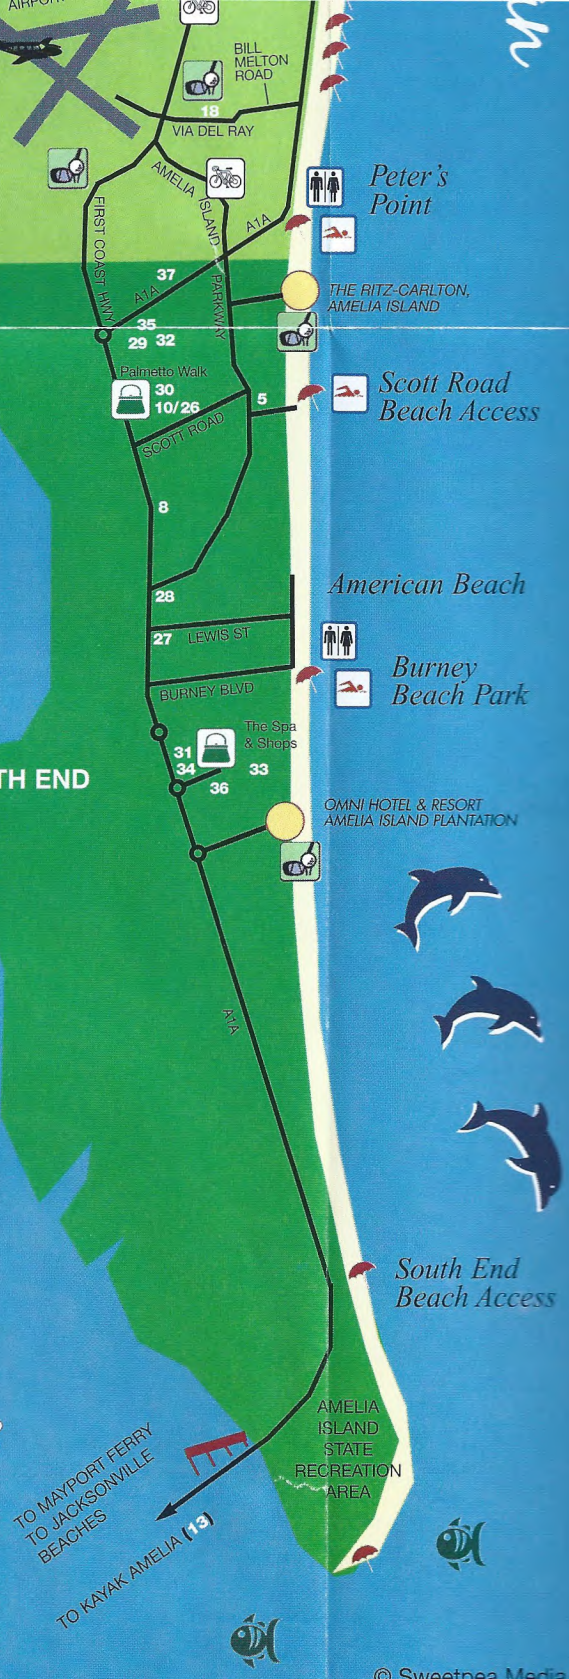 AIRPORT
BILL
MELTON
ROAD
18
VIA DEL RAY
AMELIA ISLAND PARKWAY
Peter's
Point
FIRST COAST HWY
A1A
37
A1A
THE RITZ-CARLTON,
AMELIA ISLAND
35
29 32
Palmetto Walk
30
10/26
5
Scott Road
Beach Access
SCOTT ROAD
8
American Beach
28
27 LEWIS ST
BURNEY BLVD
Burney
Beach Park
The Spa
& Shops
31
34 33
36
TH END
OMNI HOTEL & RESORT
AMELIA ISLAND PLANTATION
A1A
South End
Beach Access
AMELIA
ISLAND
STATE
RECREATION
AREA
TO MAYPORT FERRY
TO JACKSONVILLE
BEACHES
TO KAYAK AMELIA (13)
© Sweetpea Media